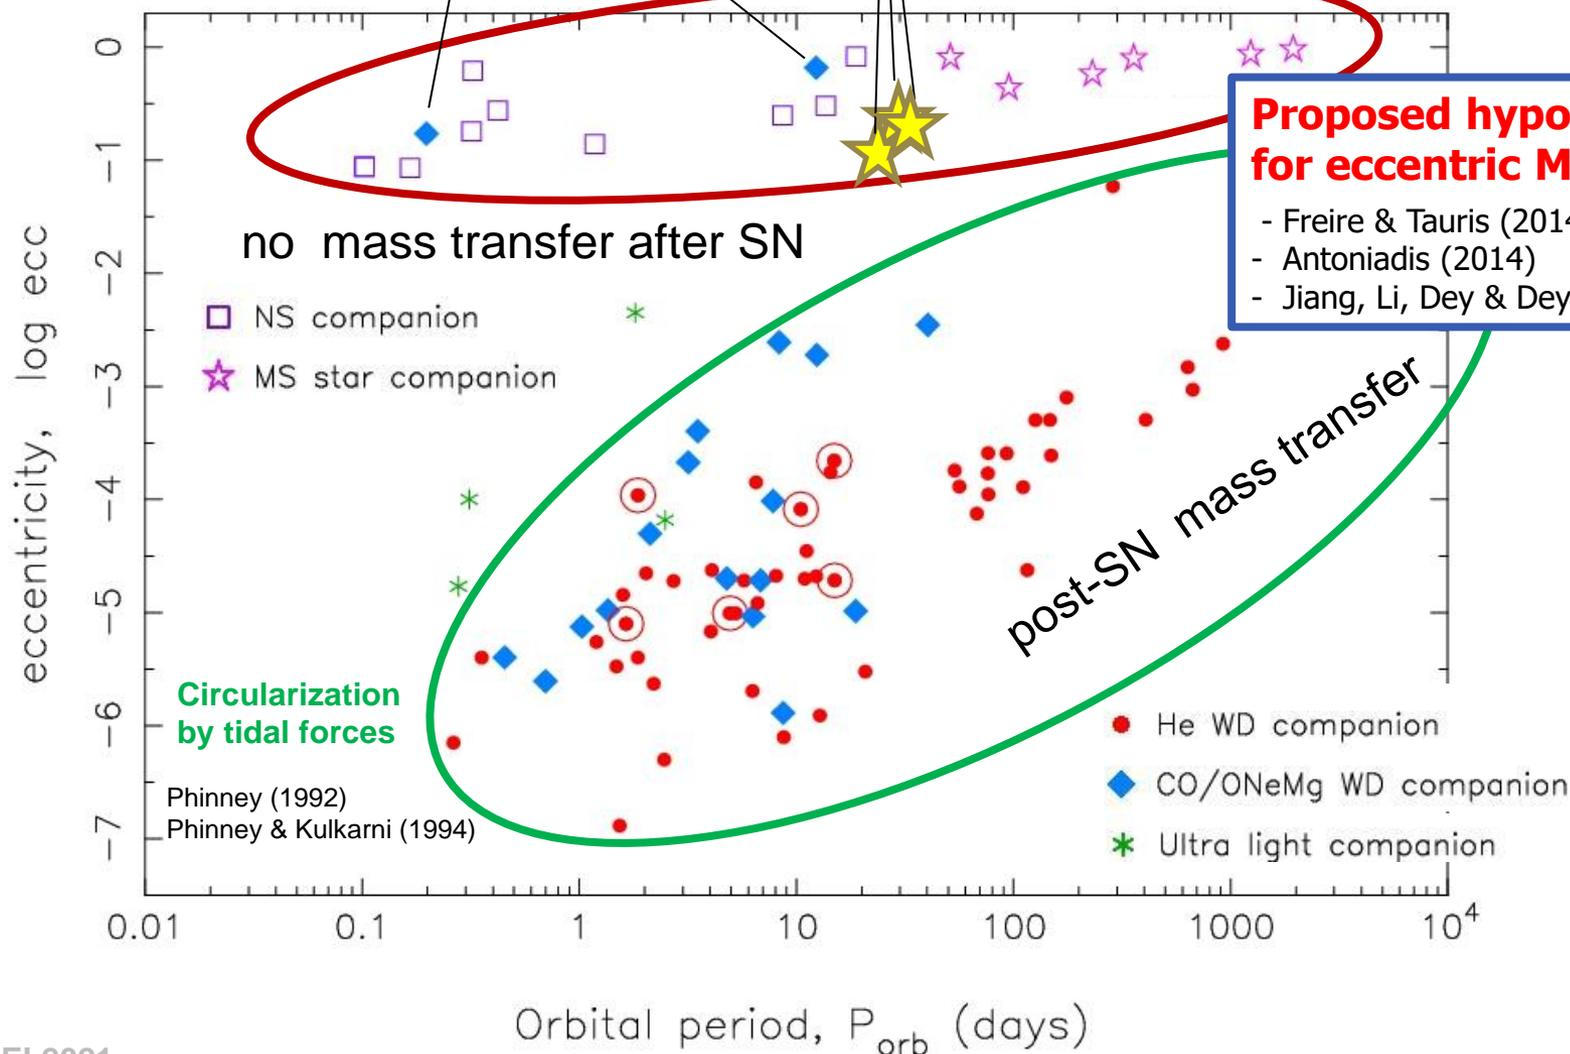 0
−1
−2
−3
−4
−5
−6
−7
eccentricity, log ecc
Proposed hypo
for eccentric M
- Freire & Tauris (2014
- Antoniadis (2014)
- Jiang, Li, Dey & Dey
no mass transfer after SN
NS companion
MS star companion
post-SN mass transfer
Circularization
by tidal forces
Phinney (1992)
Phinney & Kulkarni (1994)
He WD companion
CO/ONeMg WD companion
Ultra light companion
0.01 0.1 1 10 100 1000 10⁴
Orbital period, P_orb (days)